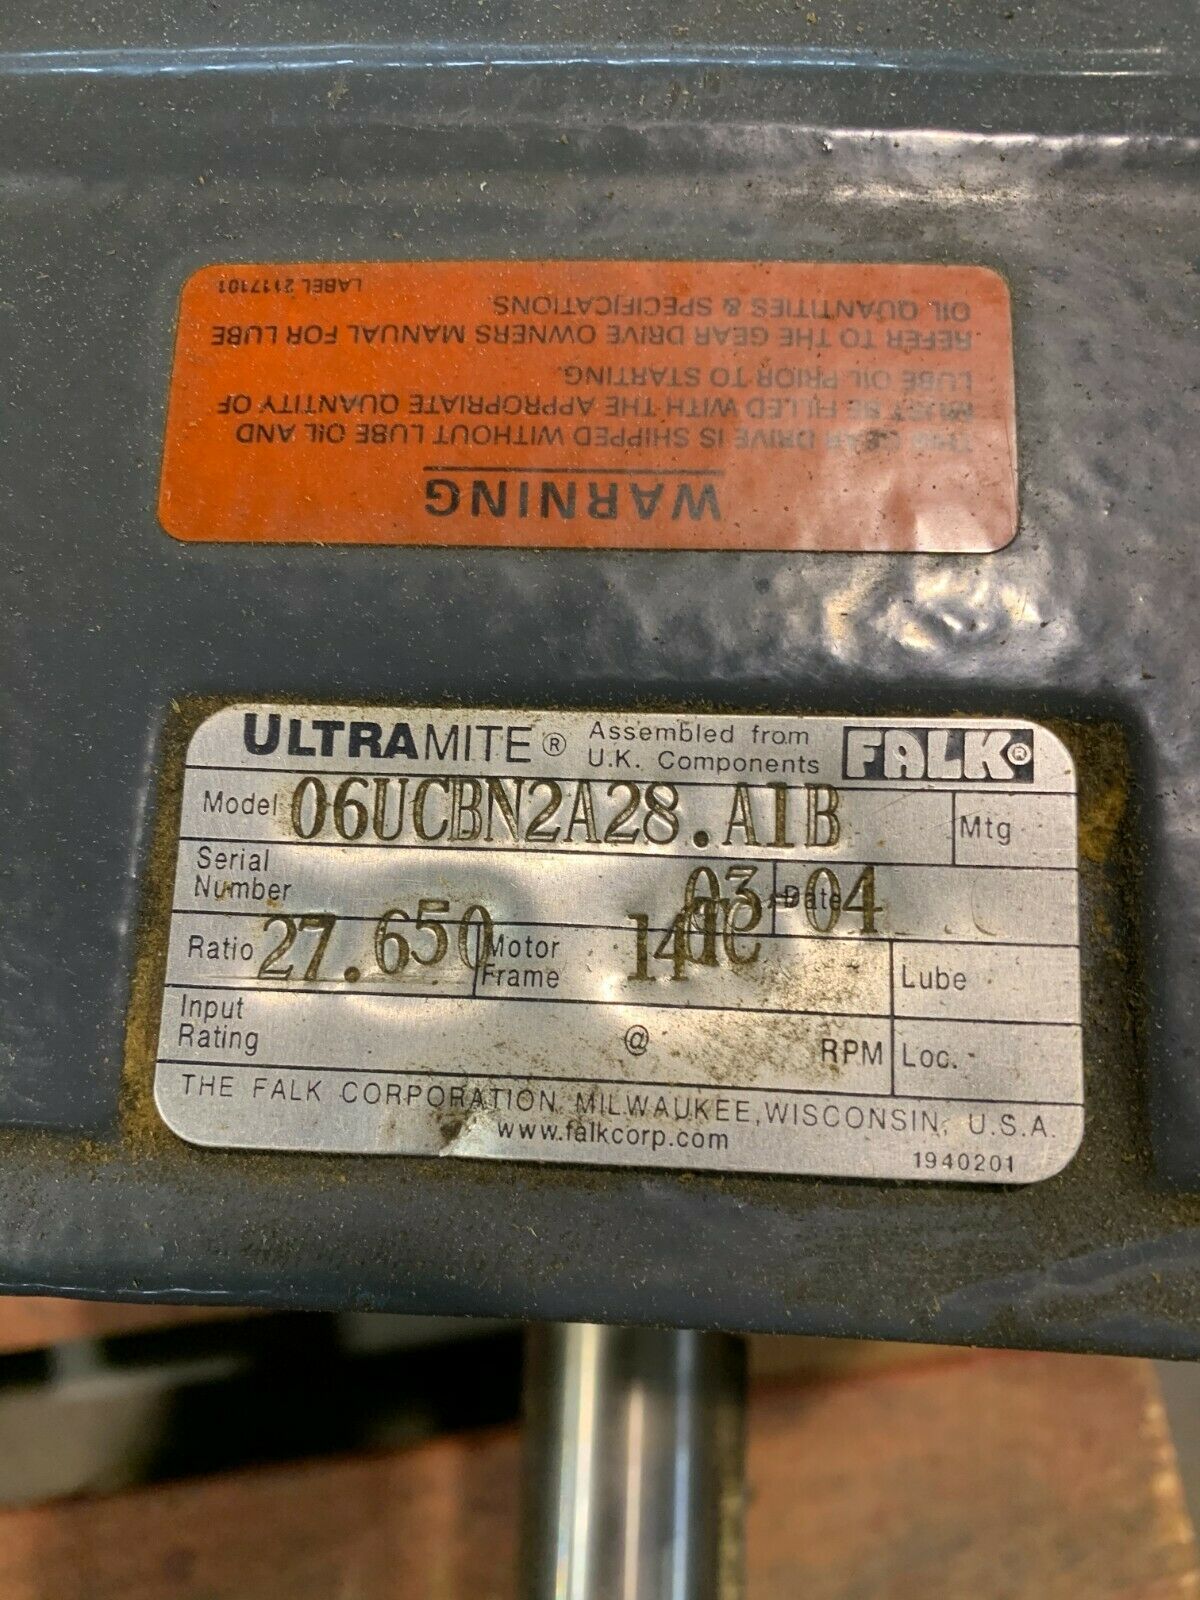 WARNING
THIS GEAR DRIVE IS SHIPPED WITHOUT LUBE OIL AND
MUST BE FILLED WITH THE APPROPRIATE QUANTITY OF
LUBE OIL PRIOR TO STARTING.
REFER TO THE GEAR DRIVE OWNERS MANUAL FOR LUBE
OIL QUANTITIES & SPECIFICATIONS.
LABEL 2117101
ULTRAMITE® Assembled from U.K. Components FALK®
Model 06UCBN2A28.A1B Mtg
Serial Number Date 03-04
Ratio 27.650 Motor Frame Lube
Input Rating @ RPM Loc.
THE FALK CORPORATION, MILWAUKEE, WISCONSIN, U.S.A.
www.falkcorp.com
1940201